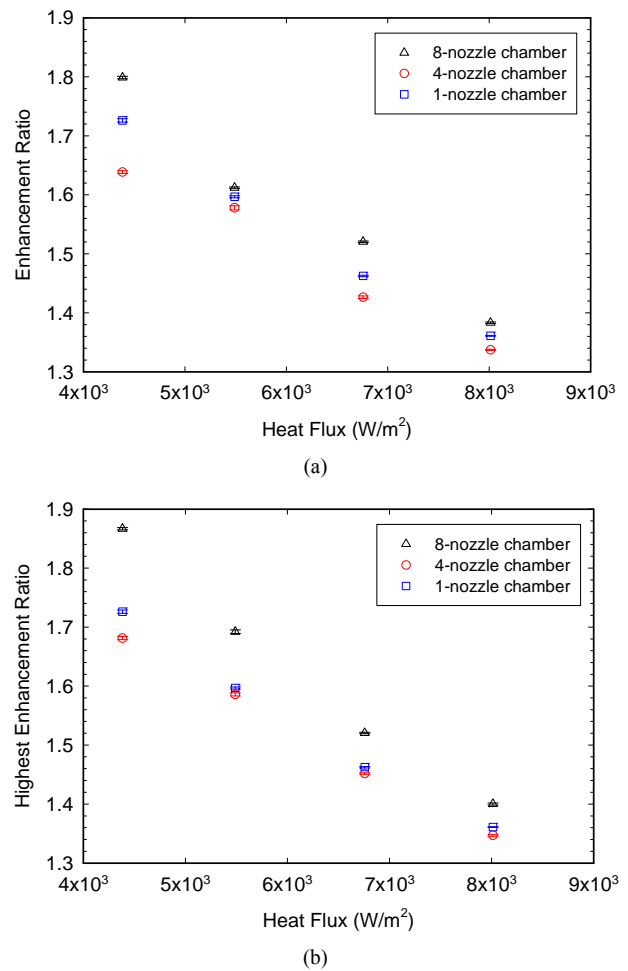 1.9
8-nozzle chamber
1.8
4-nozzle chamber
1-nozzle chamber
1.7
Enhancement Ratio
1.6
1.5
1.4
1.3
4x10³ 5x10³ 6x10³ 7x10³ 8x10³ 9x10³
Heat Flux (W/m²)
(a)
1.9
8-nozzle chamber
1.8
4-nozzle chamber
1-nozzle chamber
1.7
Highest Enhancement Ratio
1.6
1.5
1.4
1.3
4x10³ 5x10³ 6x10³ 7x10³ 8x10³ 9x10³
Heat Flux (W/m²)
(b)